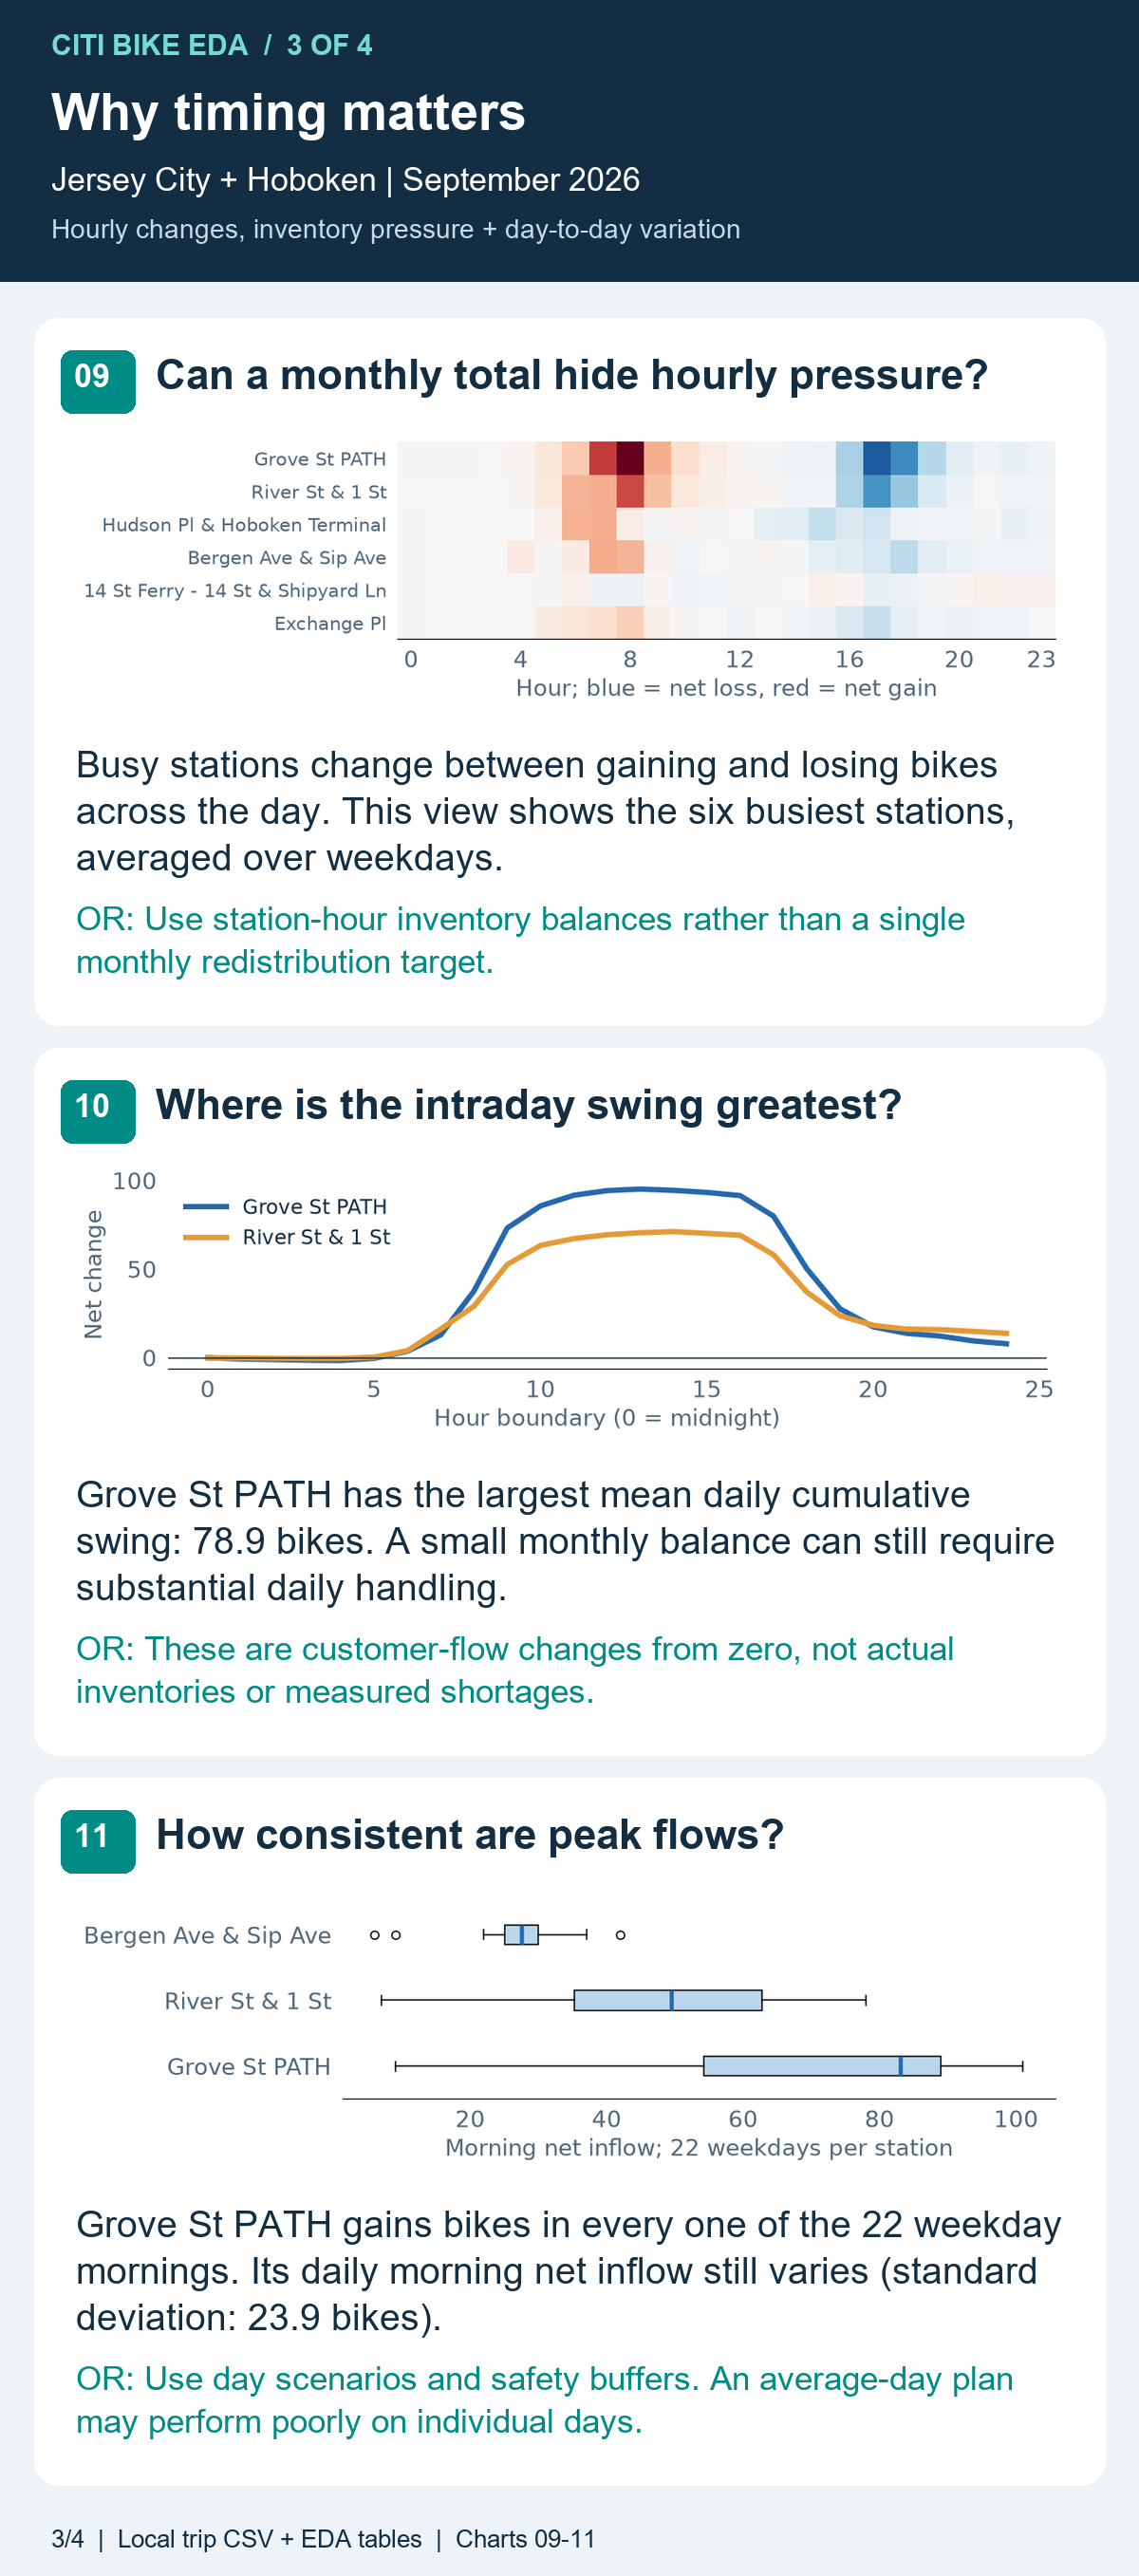 CITI BIKE EDA / 3 OF 4
Why timing matters
Jersey City + Hoboken | September 2026
Hourly changes, inventory pressure + day-to-day variation
09
Can a monthly total hide hourly pressure?
Grove St PATH
River St & 1 St
Hudson Pl & Hoboken Terminal
Bergen Ave & Sip Ave
14 St Ferry - 14 St & Shipyard Ln
Exchange Pl
0 4 8 12 16 20 23
Hour; blue = net loss, red = net gain
Busy stations change between gaining and losing bikes
across the day. This view shows the six busiest stations,
averaged over weekdays.
OR: Use station-hour inventory balances rather than a single
monthly redistribution target.
10
Where is the intraday swing greatest?
Net change
100
50
0
Grove St PATH
River St & 1 St
0 5 10 15 20 25
Hour boundary (0 = midnight)
Grove St PATH has the largest mean daily cumulative
swing: 78.9 bikes. A small monthly balance can still require
substantial daily handling.
OR: These are customer-flow changes from zero, not actual
inventories or measured shortages.
11
How consistent are peak flows?
Bergen Ave & Sip Ave
River St & 1 St
Grove St PATH
20 40 60 80 100
Morning net inflow; 22 weekdays per station
Grove St PATH gains bikes in every one of the 22 weekday
mornings. Its daily morning net inflow still varies (standard
deviation: 23.9 bikes).
OR: Use day scenarios and safety buffers. An average-day plan
may perform poorly on individual days.
3/4 | Local trip CSV + EDA tables | Charts 09-11